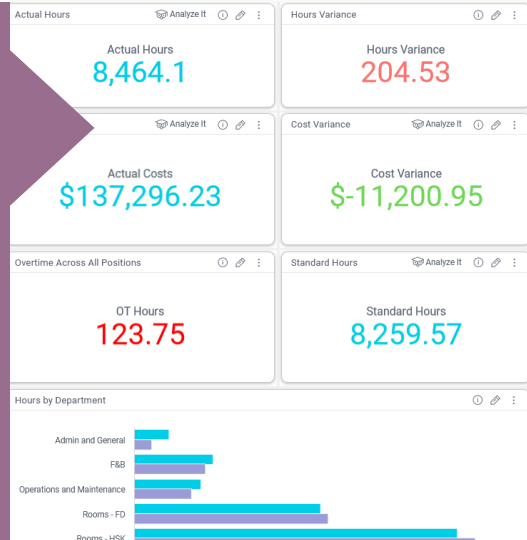 Actual Hours
Analyze It
Hours Variance
Actual Hours
8,464.1
Hours Variance
204.53
Analyze It
Cost Variance
Analyze It
Actual Costs
$137,296.23
Cost Variance
$-11,200.95
Overtime Across All Positions
Standard Hours
Analyze It
OT Hours
123.75
Standard Hours
8,259.57
Hours by Department
Admin and General
F&B
Operations and Maintenance
Rooms - FD
Rooms - HSK